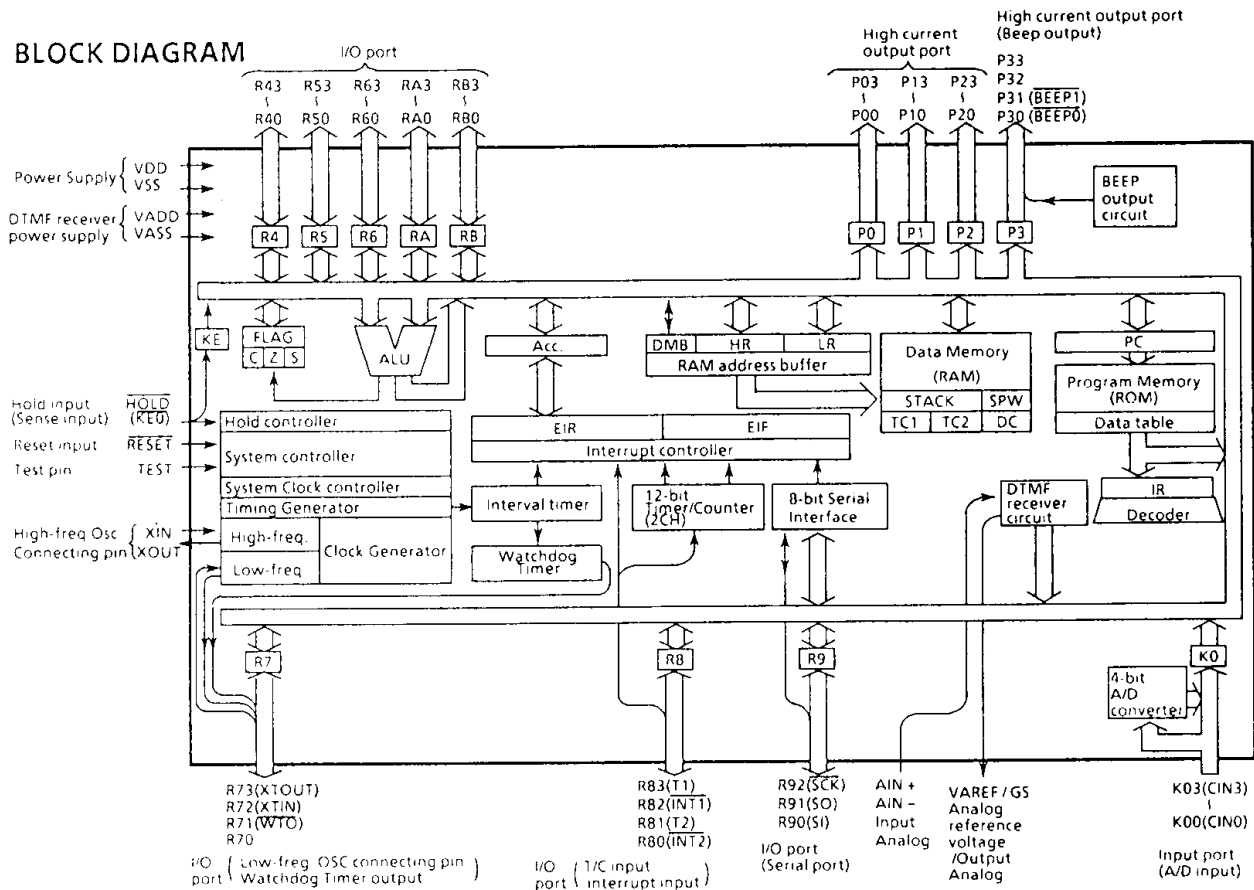 BLOCK DIAGRAM
I/O port
R43 R53 R63 RA3 RB3
~ ~ ~ ~ ~
R40 R50 R60 RA0 RB0
High current
output port
P03 P13 P23
~ ~ ~
P00 P10 P20
High current output port
(Beep output)
P33
P32
P31 (BEEP1)
P30 (BEEP0)
Power Supply { VDD
VSS
DTMF receiver
power supply { VADD
VASS
R4 R5 R6 RA RB
P0 P1 P2 P3
BEEP
output
circuit
KE
FLAG
C Z S
ALU
Acc.
DMB HR LR
RAM address buffer
Data Memory
(RAM)
STACK SPW
TC1 TC2 DC
PC
Program Memory
(ROM)
Data table
Hold input HOLD
(Sense input) (KE0)
Reset input RESET
Test pin TEST
Hold controller
System controller
System Clock controller
Timing Generator
High-freq.
Low-freq
Clock Generator
High-freq Osc { XIN
Connecting pin XOUT
EIR EIF
Interrupt controller
Interval timer
Watchdog
Timer
12-bit
Timer/Counter
(2CH)
8-bit Serial
Interface
DTMF
receiver
circuit
IR
Decoder
R7 R8 R9 K0
4-bit
A/D
converter
R73(XTOUT)
R72(XTIN)
R71(WTO)
R70
I/O
port ( Low-freq. OSC connecting pin
Watchdog Timer output )
R83(T1)
R82(INT1)
R81(T2)
R80(INT2)
I/O
port ( T/C input
interrupt input )
R92(SCK)
R91(SO)
R90(SI)
I/O port
(Serial port)
AIN +
AIN −
Input
Analog
VAREF / GS
Analog
reference
voltage
/Output
Analog
K03(CIN3)
~
K00(CIN0)
Input port
(A/D input)